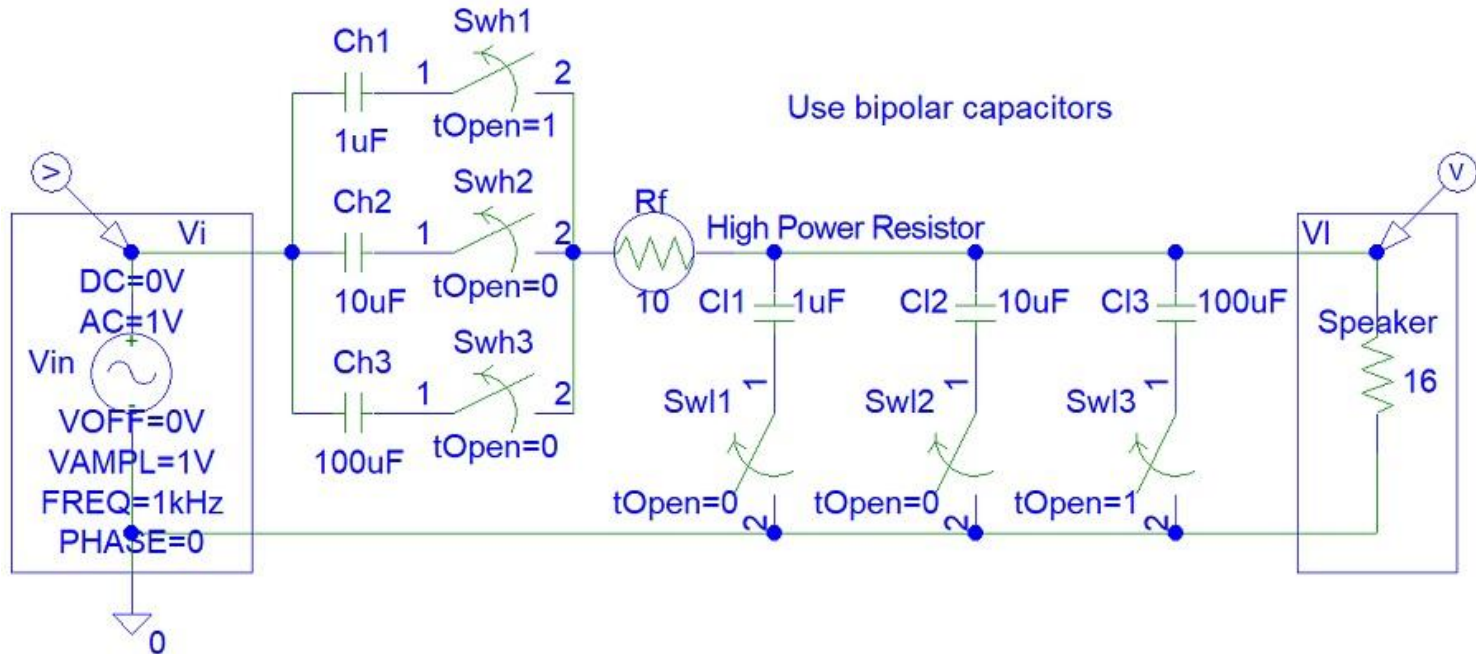 Swh1
Ch1
1 2
tOpen=1
1uF
Use bipolar capacitors
V
V
Swh2
Ch2
1 2
Rf
High Power Resistor
Vi
Vl
DC=0V
10uF
tOpen=0
10
Cl1
1uF
Cl2
10uF
Cl3
100uF
AC=1V
Swh3
Ch3
1 2
Speaker
16
Vin
+
-
VOFF=0V
100uF
tOpen=0
1
Swl1
1
Swl2
1
Swl3
VAMPL=1V
FREQ=1kHz
tOpen=0
tOpen=0
tOpen=1
PHASE=0
2
2
2
0